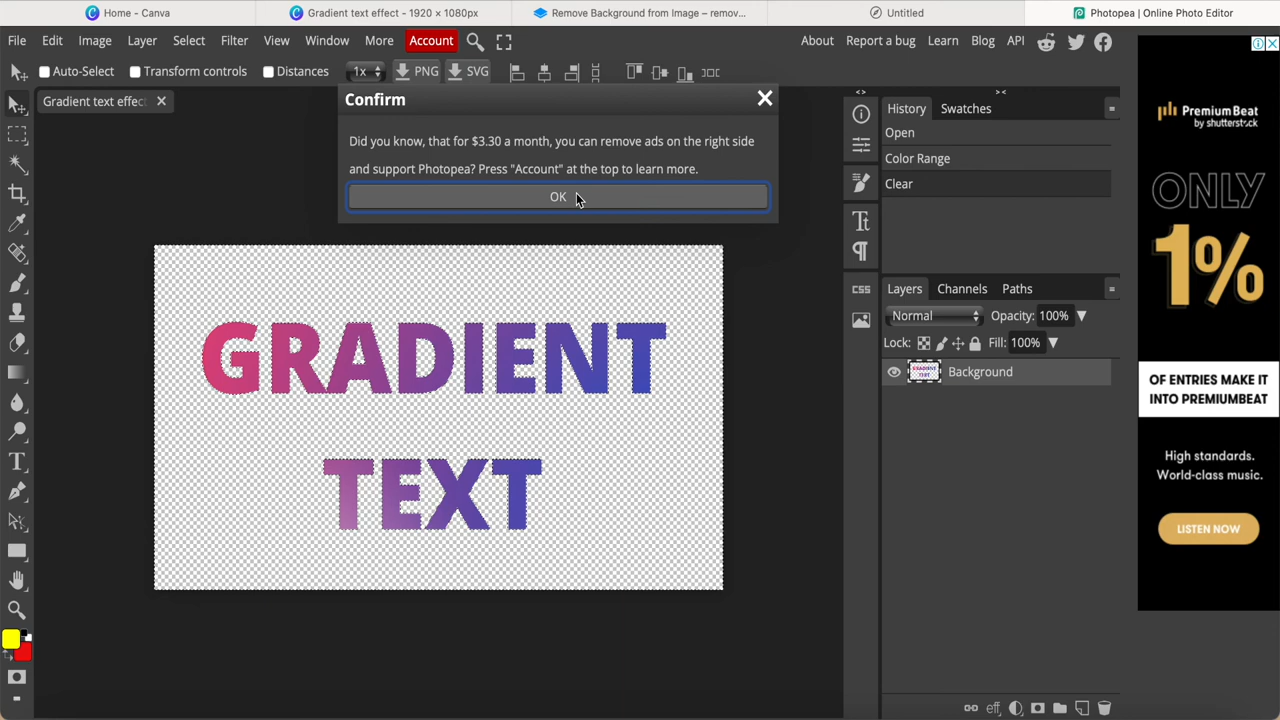 Home - Canva
Gradient text effect - 1920 × 1080px
Remove Background from Image – remov...
Untitled
Photopea | Online Photo Editor
File Edit Image Layer Select Filter View Window More Account
About Report a bug Learn Blog API
Auto-Select Transform controls Distances 1x PNG SVG
Gradient text effec
Confirm
Did you know, that for $3.30 a month, you can remove ads on the right side
and support Photopea? Press "Account" at the top to learn more.
OK
GRADIENT
TEXT
CSS
History Swatches
Open
Color Range
Clear
Layers Channels Paths
Normal Opacity: 100%
Lock: Fill: 100%
Background
eff
PremiumBeat
by shutterstock
ONLY
1%
OF ENTRIES MAKE IT
INTO PREMIUMBEAT
High standards.
World-class music.
LISTEN NOW